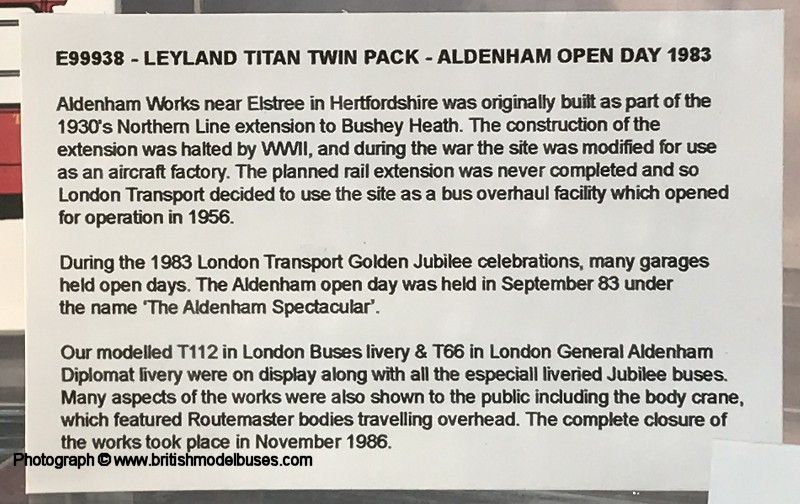 E99938 - LEYLAND TITAN TWIN PACK - ALDENHAM OPEN DAY 1983
Aldenham Works near Elstree in Hertfordshire was originally built as part of the
1930's Northern Line extension to Bushey Heath. The construction of the
extension was halted by WWII, and during the war the site was modified for use
as an aircraft factory. The planned rail extension was never completed and so
London Transport decided to use the site as a bus overhaul facility which opened
for operation in 1956.
During the 1983 London Transport Golden Jubilee celebrations, many garages
held open days. The Aldenham open day was held in September 83 under
the name ‘The Aldenham Spectacular’.
Our modelled T112 in London Buses livery & T66 in London General Aldenham
Diplomat livery were on display along with all the especiall liveried Jubilee buses.
Many aspects of the works were also shown to the public including the body crane,
which featured Routemaster bodies travelling overhead. The complete closure of
the works took place in November 1986.
Photograph © www.britishmodelbuses.com